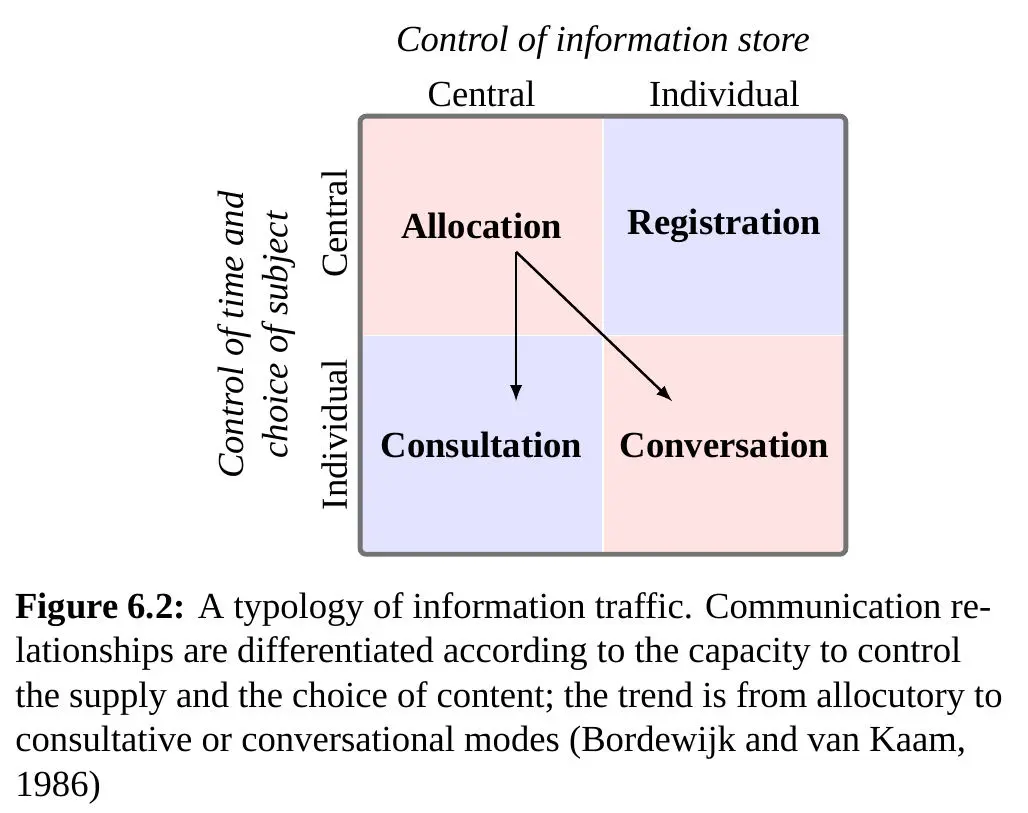 Control of information store
Central Individual
Control of time and
choice of subject
Central
Allocation Registration
Individual
Consultation Conversation
Figure 6.2: A typology of information traffic. Communication re-
lationships are differentiated according to the capacity to control
the supply and the choice of content; the trend is from allocutory to
consultative or conversational modes (Bordewijk and van Kaam,
1986)